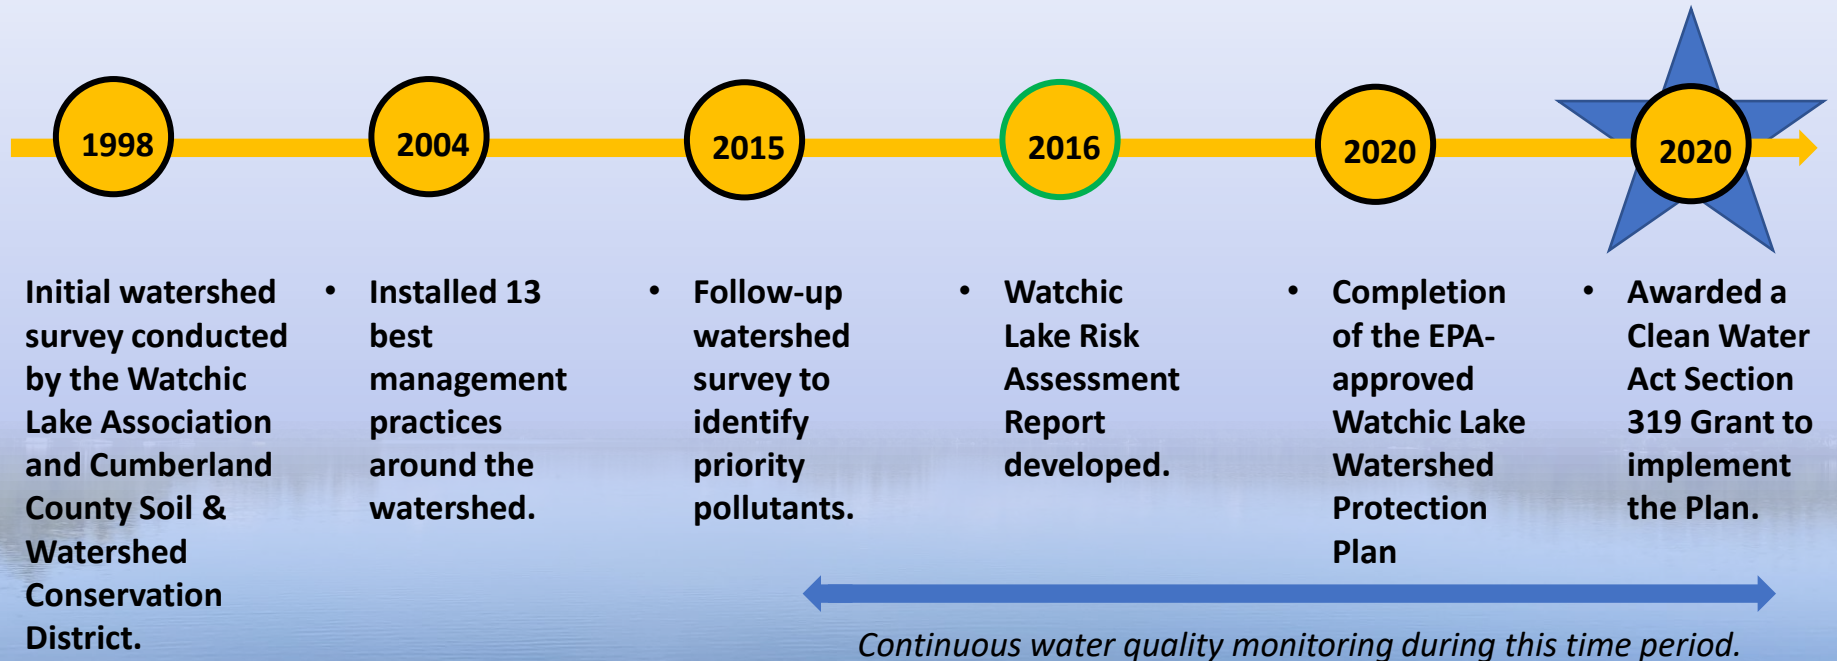 1998
2004
2015
2016
2020
2020
Initial watershed
survey conducted
by the Watchic
Lake Association
and Cumberland
County Soil &
Watershed
Conservation
District.
• Installed 13
best
management
practices
around the
watershed.
• Follow-up
watershed
survey to
identify
priority
pollutants.
• Watchic
Lake Risk
Assessment
Report
developed.
• Completion
of the EPA-
approved
Watchic Lake
Watershed
Protection
Plan
• Awarded a
Clean Water
Act Section
319 Grant to
implement
the Plan.
Continuous water quality monitoring during this time period.